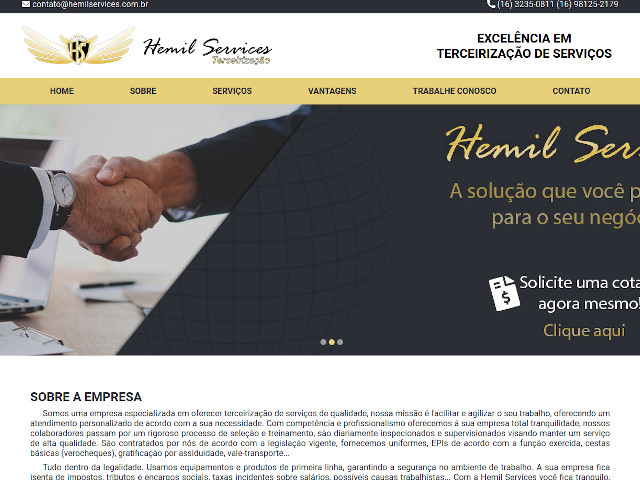 contato@hemilservices.com.br
(16) 3235-0811 (16) 98125-2179
HS
Hemil Services
Terceirização
EXCELÊNCIA EM
TERCEIRIZAÇÃO DE SERVIÇOS
HOME SOBRE SERVIÇOS VANTAGENS TRABALHE CONOSCO CONTATO
Hemil Ser
A solução que você p
para o seu negóc
Solicite uma cota
agora mesmo!
Clique aqui
SOBRE A EMPRESA
Somos uma empresa especializada em oferecer terceirização de serviços de qualidade, nossa missão é facilitar e agilizar o seu trabalho, oferecendo um
atendimento personalizado de acordo com a sua necessidade. Com competência e profissionalismo oferecemos á sua empresa total tranquilidade, nossos
colaboradores passam por um rigoroso processo de seleção e treinamento, são diariamente inspecionados e supervisionados visando manter um serviço
de alta qualidade. São contratados por nós de acordo com a legislação vigente, fornecemos uniformes, EPIs de acordo com a função exercida, cestas
básicas (verocheques), gratificação por assiduidade, vale-transporte...
Tudo dentro da legalidade. Usamos equipamentos e produtos de primeira linha, garantindo a segurança no ambiente de trabalho. A sua empresa fica
isenta de impostos, tributos e encargos sociais, taxas incidentes sobre salários, possíveis causas trabalhistas... Com a Hemil Services você fica tranquilo,